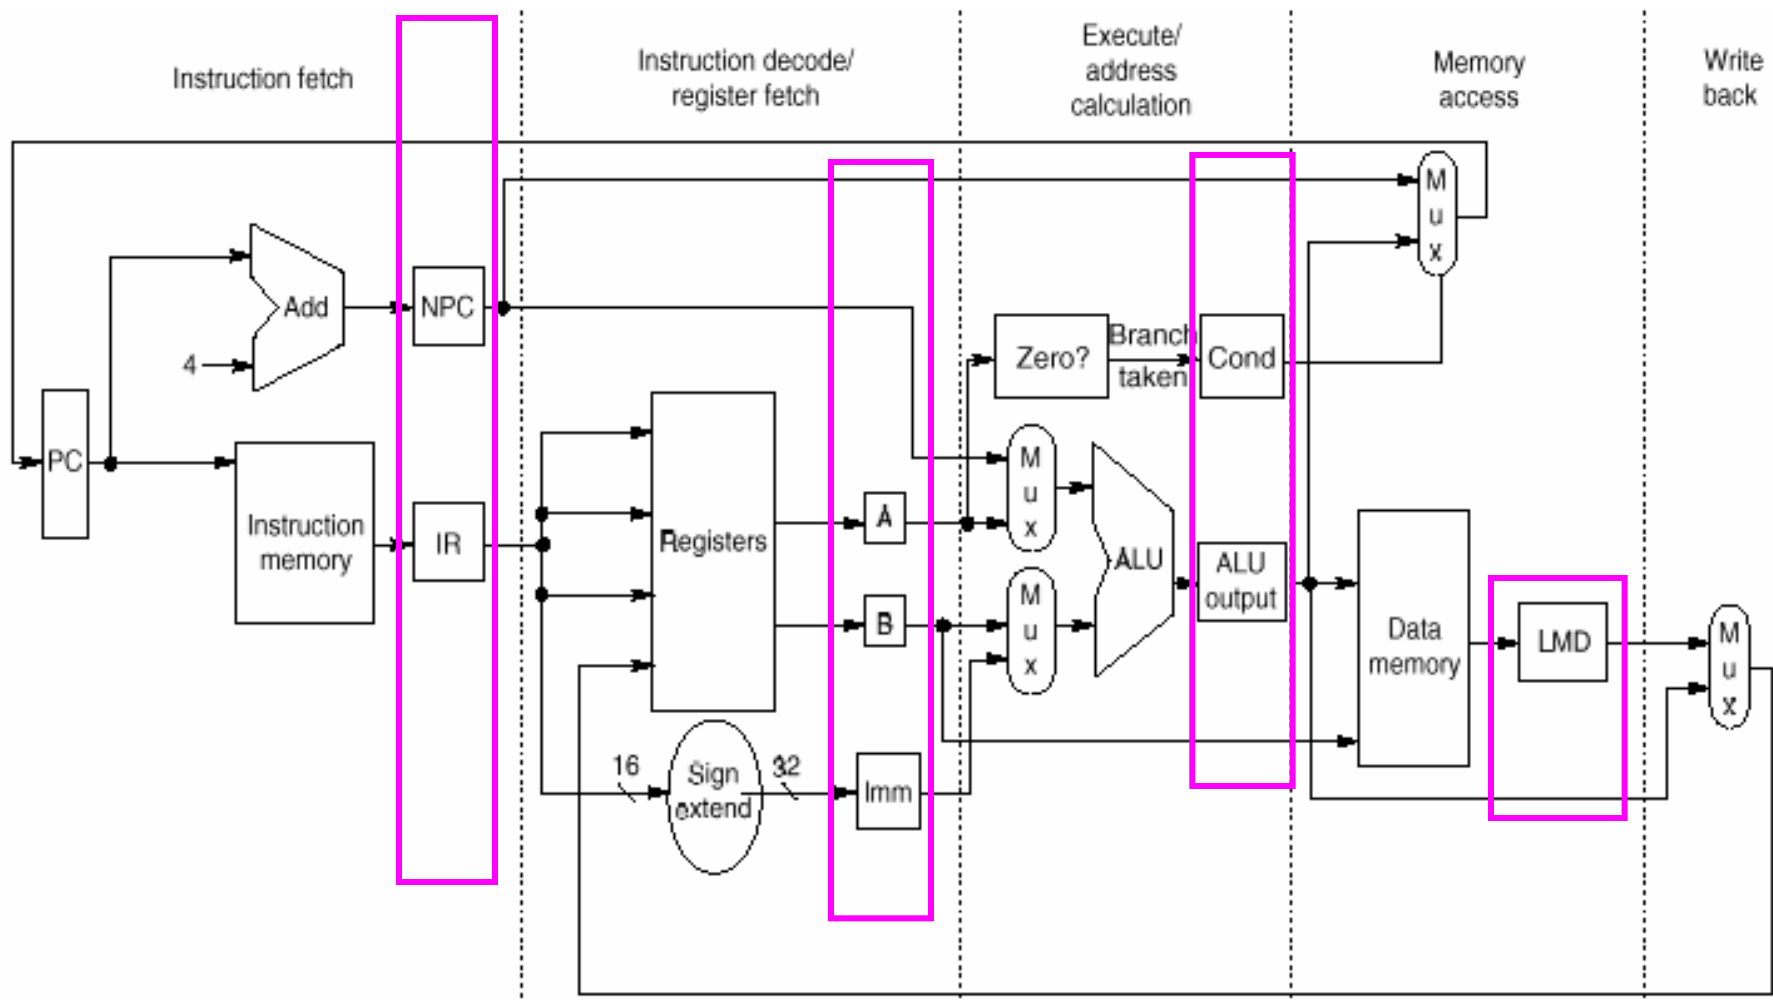 Instruction fetch
Instruction decode/
register fetch
Execute/
address
calculation
Memory
access
Write
back
M
u
x
Add
NPC
4
Zero?
Branch
taken
Cond
PC
Instruction
memory
IR
Registers
A
B
M
u
x
M
u
x
ALU
ALU
output
Data
memory
LMD
M
u
x
16
Sign
extend
32
Imm